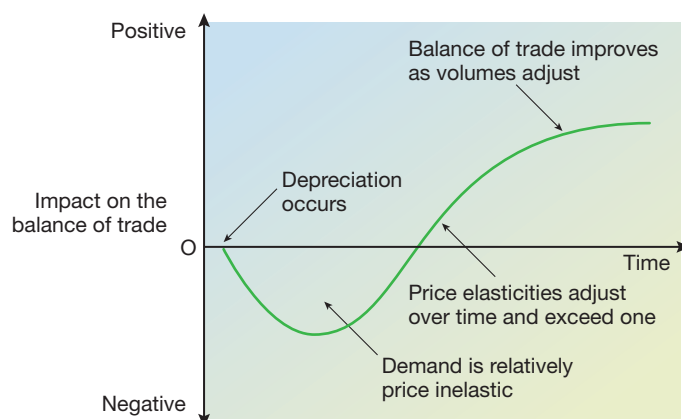 Positive
Balance of trade improves
as volumes adjust
Depreciation
occurs
Impact on the
balance of trade
O
Time
Price elasticities adjust
over time and exceed one
Demand is relatively
price inelastic
Negative